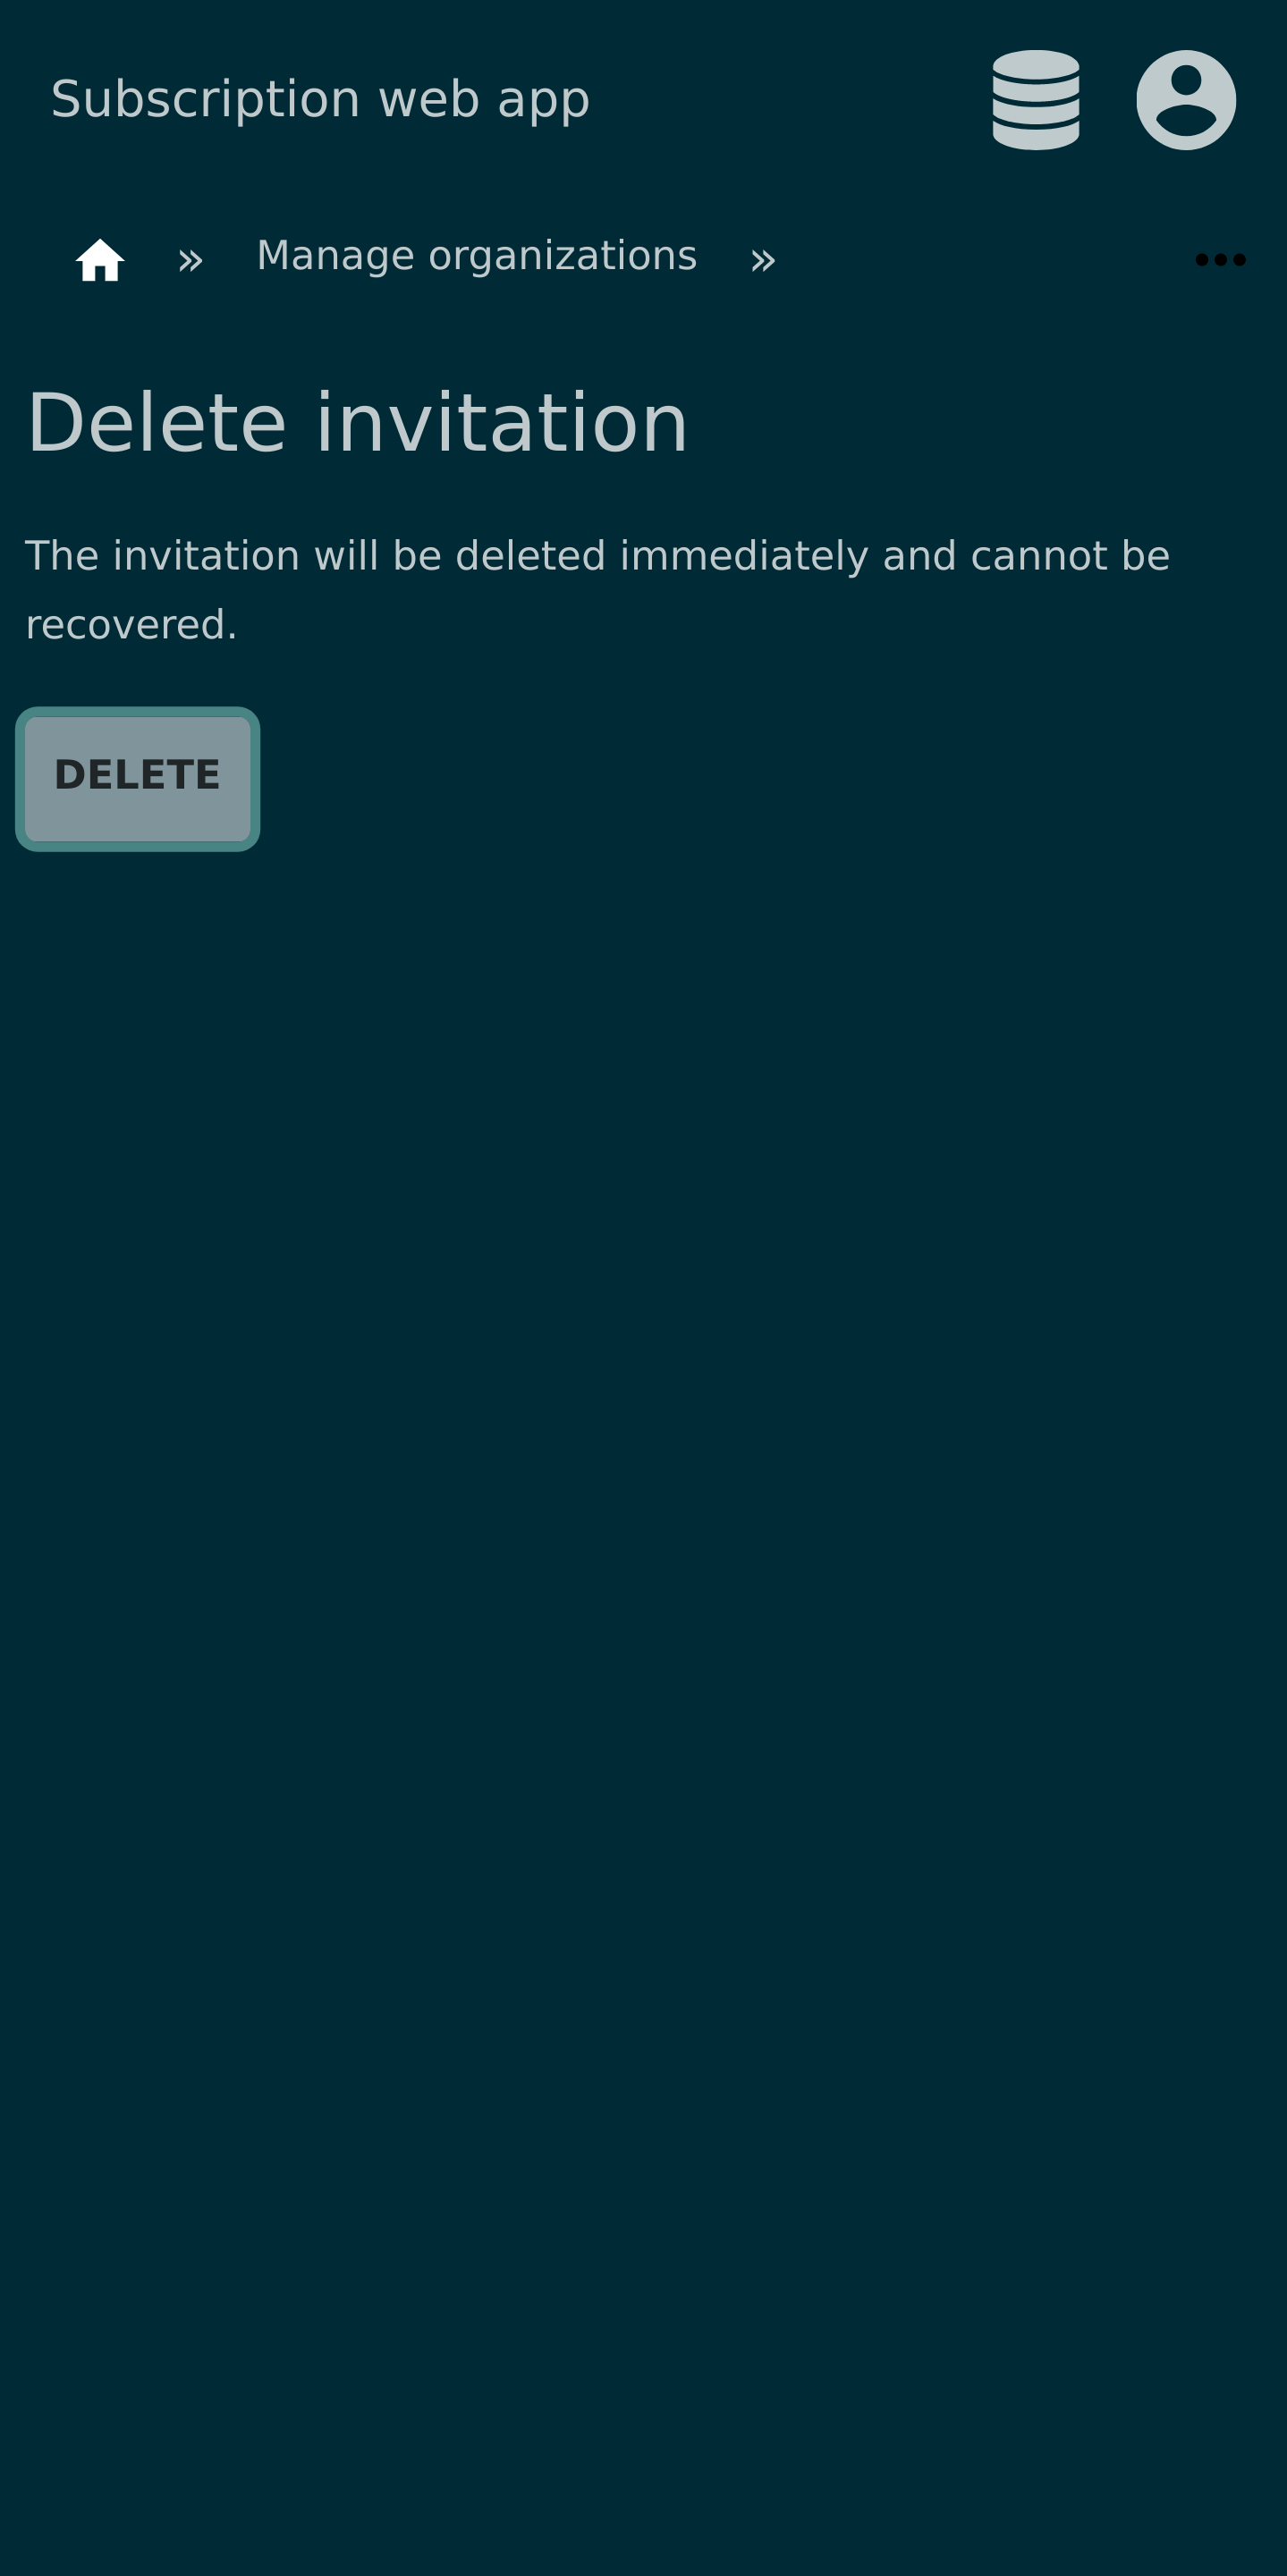 Subscription web app
» Manage organizations » •••
Delete invitation
The invitation will be deleted immediately and cannot be
recovered.
DELETE